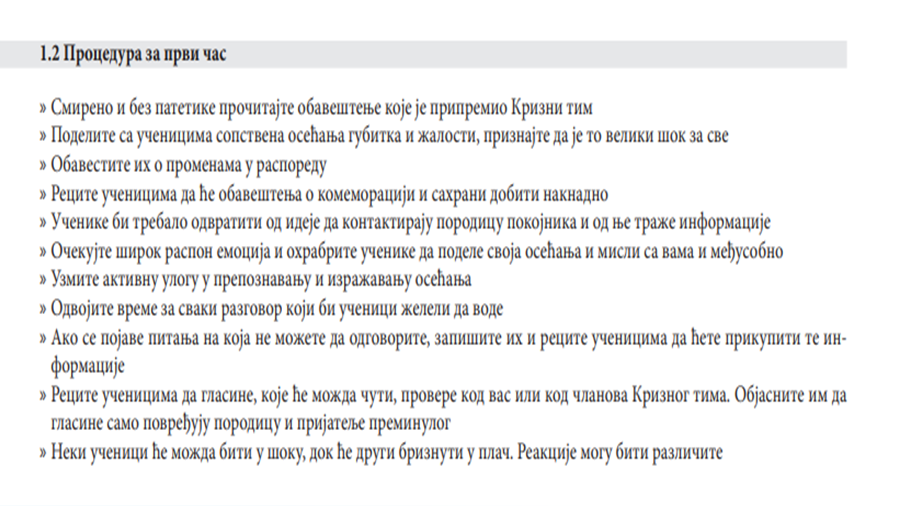 1.2 Процедура за први час
» Смирено и без патетике прочитајте обавештење које је припремио Кризни тим
» Поделите са ученицима сопствена осећања губитка и жалости, признајте да је то велики шок за све
» Обавестите их о променама у распореду
» Реците ученицима да ће обавештења о комеморацији и сахрани добити накнадно
» Ученике би требало одвратити од идеје да контактирају породицу покојника и од ње траже информације
» Очекујте широк распон емоција и охрабрите ученике да поделе своја осећања и мисли са вама и међусобно
» Узмите активну улогу у препознавању и изражавању осећања
» Одвојите време за сваки разговор који би ученици желели да воде
» Ако се појаве питања на која не можете да одговорите, запишите их и реците ученицима да ћете прикупити те ин-
формације
» Реците ученицима да гласине, које ће можда чути, провере код вас или код чланова Кризног тима. Објасните им да
гласине само повређују породицу и пријатеље преминулог
» Неки ученици ће можда бити у шоку, док ће други бризнути у плач. Реакције могу бити различите